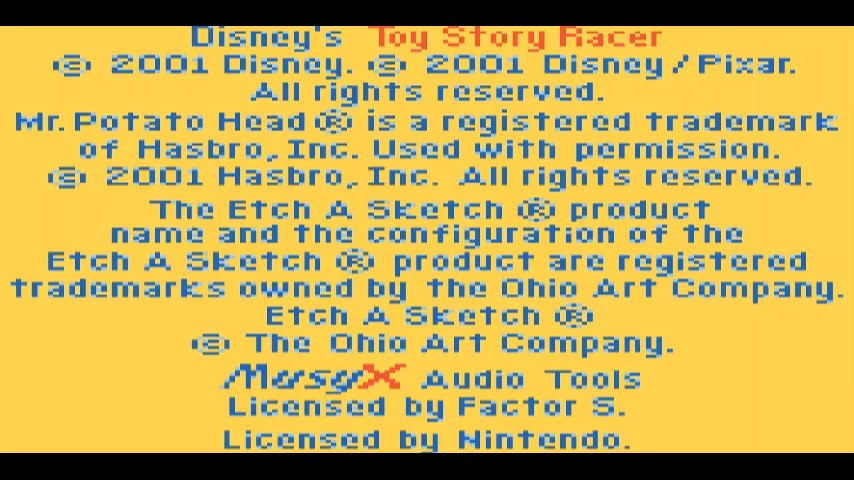 Disney's Toy Story Racer
© 2001 Disney. © 2001 Disney/Pixar.
All rights reserved.
Mr. Potato Head ® is a registered trademark
of Hasbro, Inc. Used with permission.
© 2001 Hasbro, Inc. All rights reserved.
The Etch A Sketch ® product
name and the configuration of the
Etch A Sketch ® product are registered
trademarks owned by the Ohio Art Company.
Etch A Sketch ®
© The Ohio Art Company.
MusyX Audio Tools
Licensed by Factor 5.
Licensed by Nintendo.